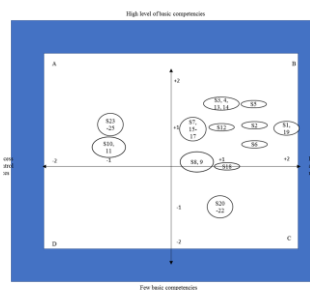 High level of basic competencies
A
B
+2
S3, 4,
13, 14
S5
S23
-25
S7,
15-
17
+1
S12
S2
S1,
19
S10,
11
S6
-2
-1
S8, 9
+1
+2
S18
S20
-22
-1
D
C
-2
Few basic competencies